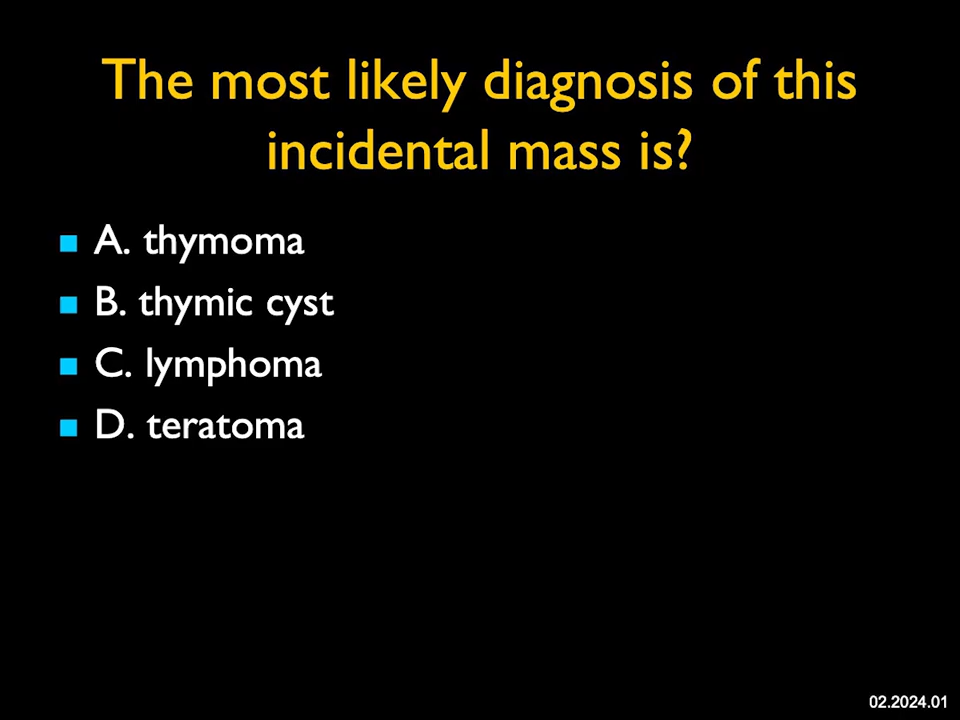 The most likely diagnosis of this
incidental mass is?
A. thymoma
B. thymic cyst
C. lymphoma
D. teratoma
02.2024.01